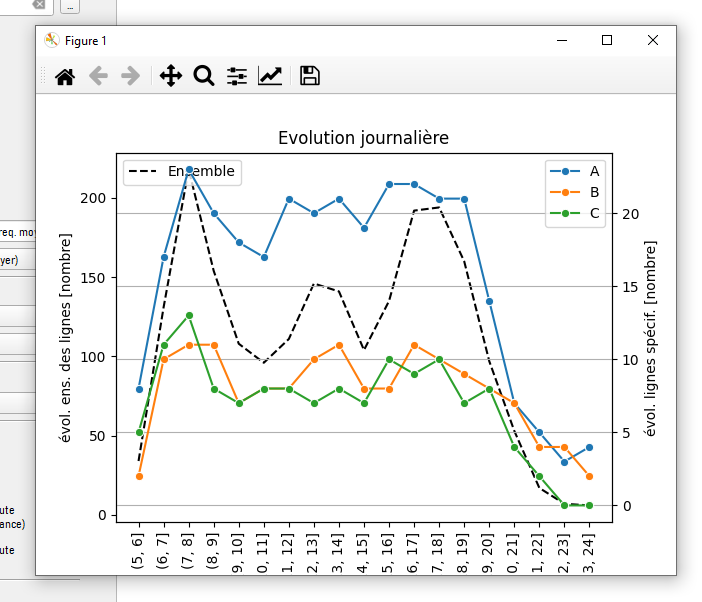 ...
Figure 1
Evolution journalière
Ensemble
A
B
C
évol. ens. des lignes [nombre]
200
150
100
50
0
20
15
10
5
0
évol. lignes spécif. [nombre]
(5, 6]
(6, 7]
(7, 8]
(8, 9]
9, 10]
0, 11]
1, 12]
2, 13]
3, 14]
4, 15]
5, 16]
6, 17]
7, 18]
8, 19]
9, 20]
0, 21]
1, 22]
2, 23]
3, 24]
req. moy
yer)
ute
ance)
ute